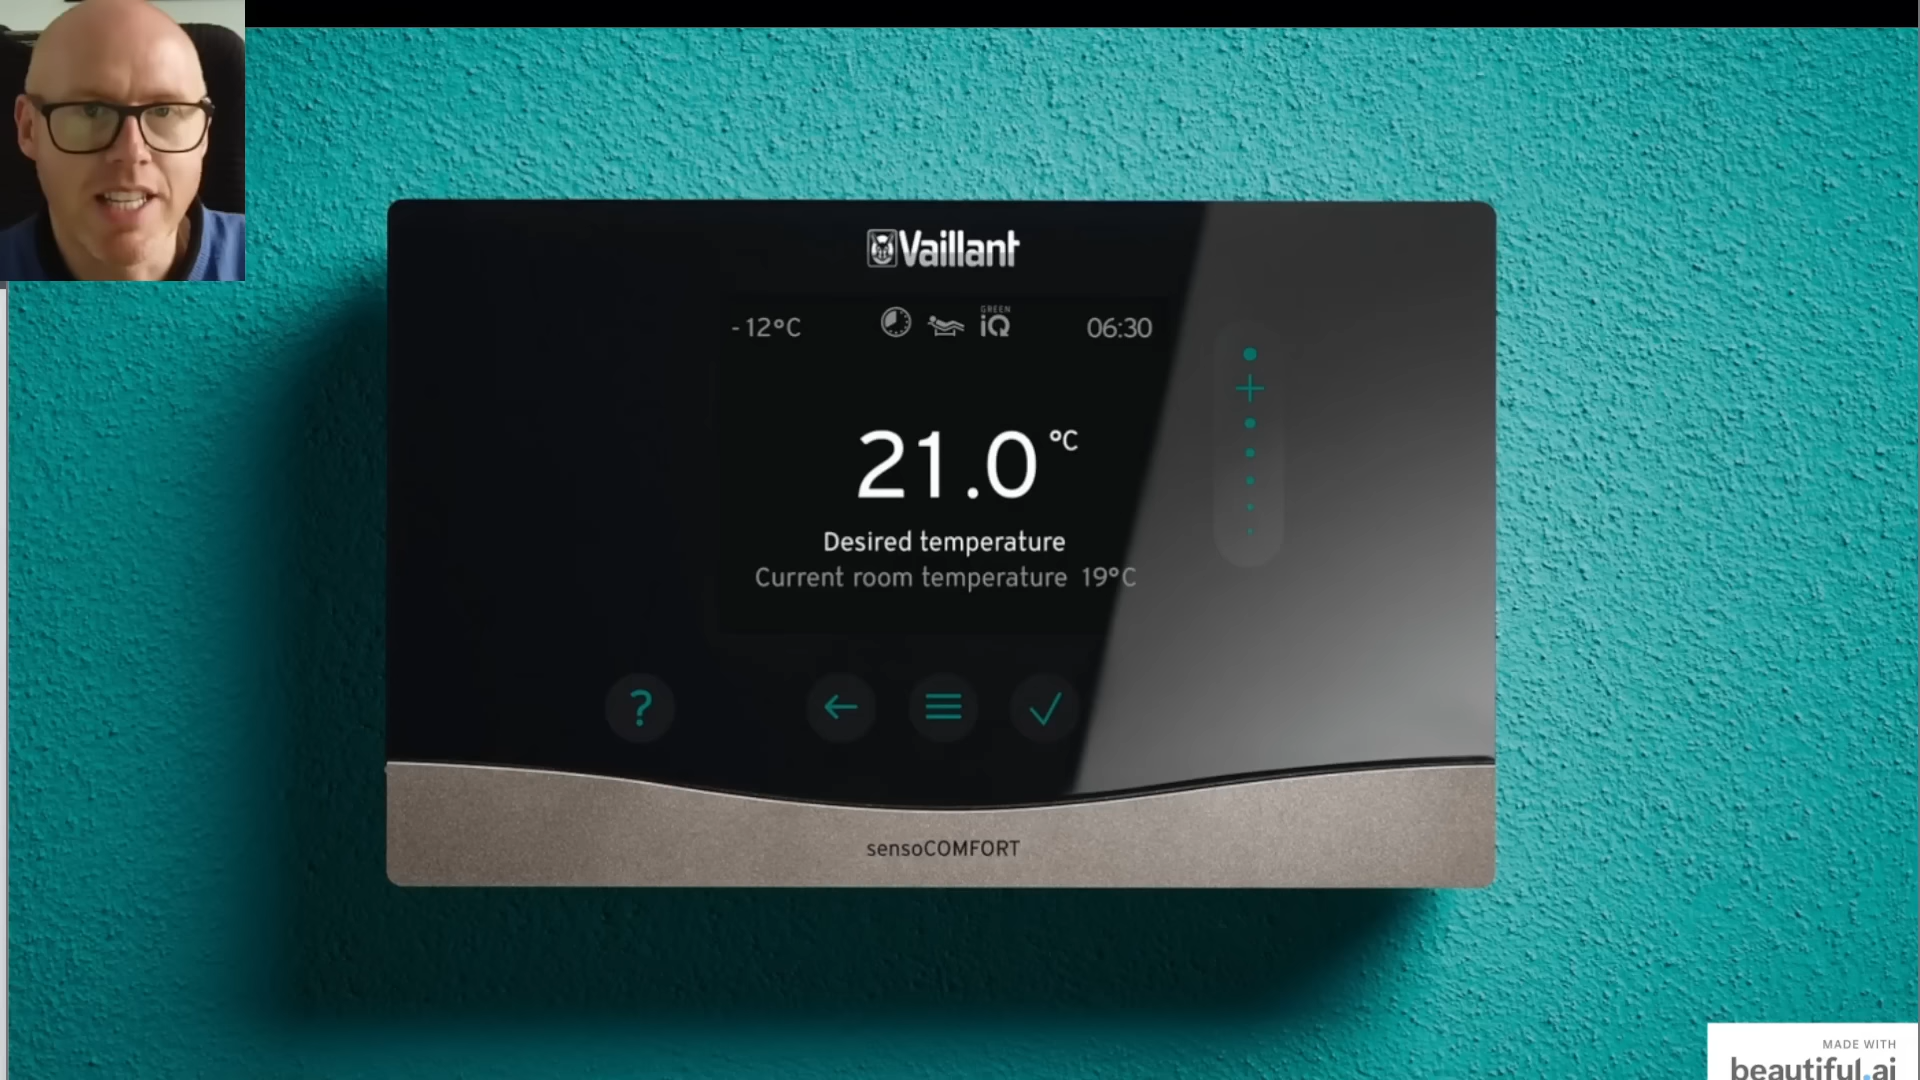 Vaillant
- 12°C
GREEN
iQ
06:30
21.0 °C
Desired temperature
Current room temperature 19°C
?
sensoCOMFORT
MADE WITH
beautiful.ai